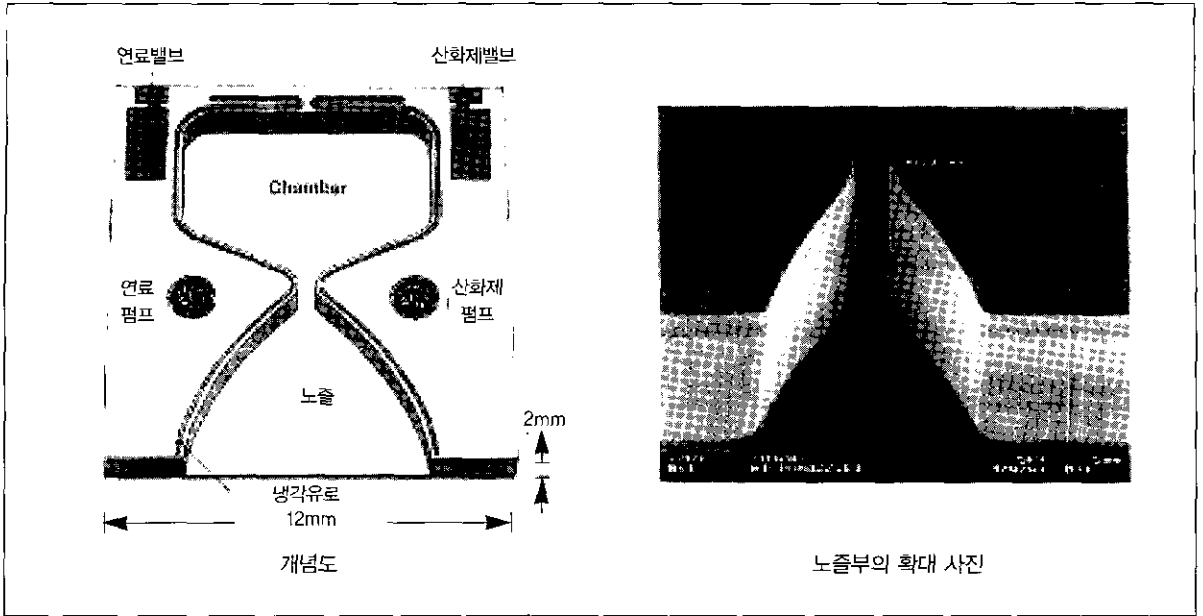 연료밸브
산화제밸브
Chamber
연료
펌프
산화제
펌프
노즐
2mm
냉각유로
12mm
개념도
노즐부의 확대 사진